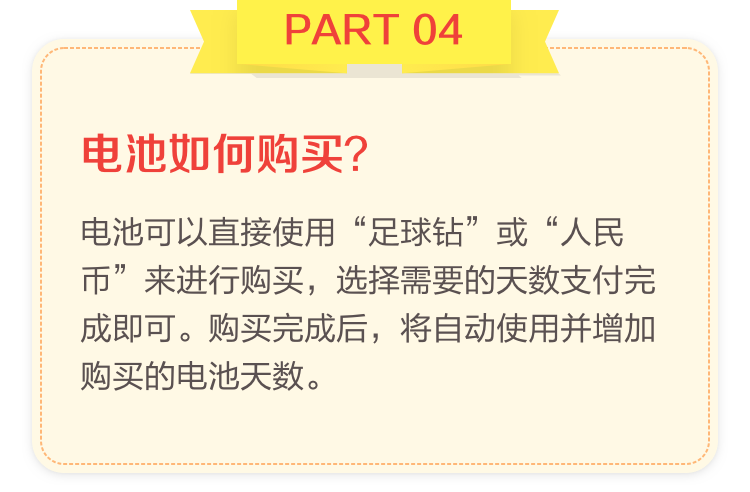 PART 04
电池如何购买?
电池可以直接使用“足球钻”或“人民
币”来进行购买，选择需要的天数支付完
成即可。购买完成后，将自动使用并增加
购买的电池天数。